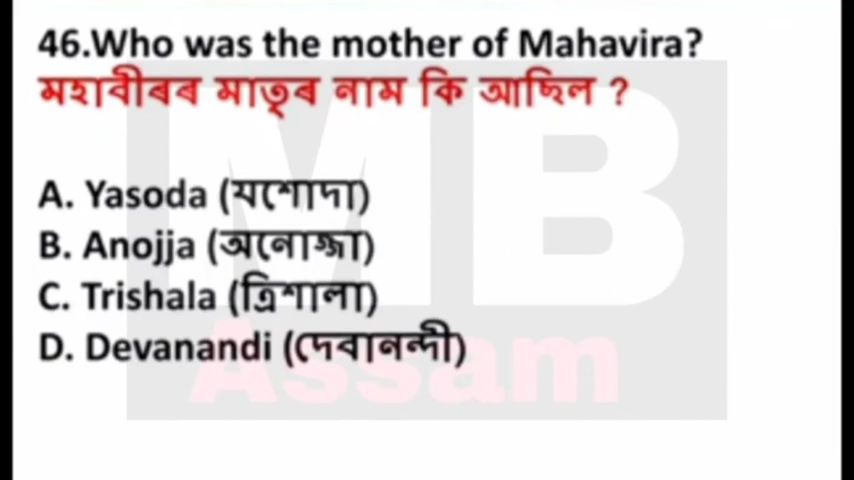 46.Who was the mother of Mahavira?
মহাবীৰৰ মাতৃৰ নাম কি আছিল ?
A. Yasoda (যশোদা)
B. Anojja (অনোজ্জা)
C. Trishala (ত্ৰিশালা)
D. Devanandi (দেবানন্দী)
MB
Assam